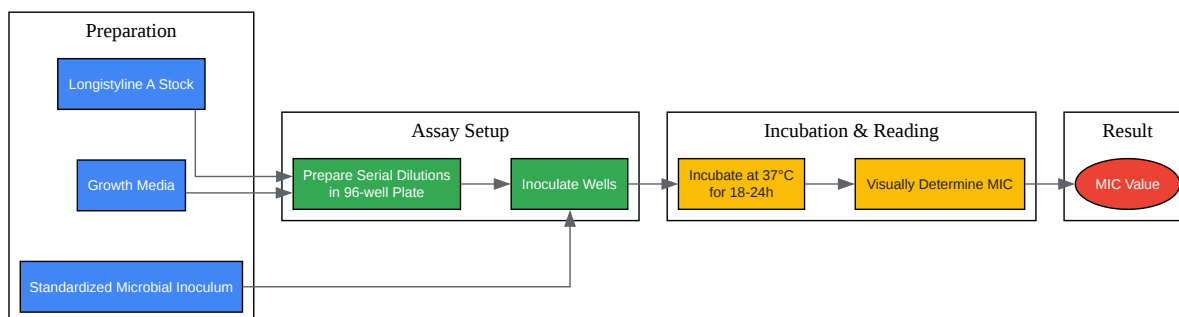 Preparation
Longistyline A Stock
Growth Media
Standardized Microbial Inoculum
Assay Setup
Prepare Serial Dilutions
in 96-well Plate
Inoculate Wells
Incubation & Reading
Incubate at 37°C
for 18-24h
Visually Determine MIC
Result
MIC Value